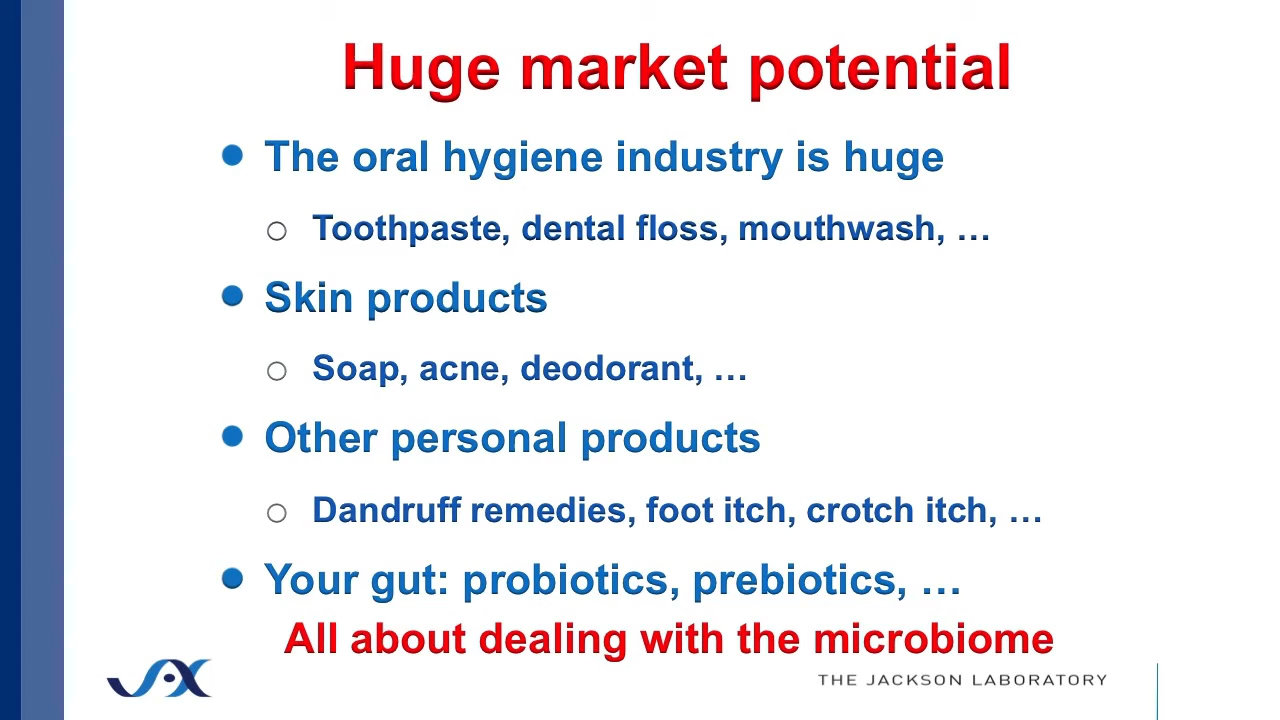 Huge market potential
The oral hygiene industry is huge
Toothpaste, dental floss, mouthwash, …
Skin products
Soap, acne, deodorant, …
Other personal products
Dandruff remedies, foot itch, crotch itch, …
Your gut: probiotics, prebiotics, …
All about dealing with the microbiome
JAX
THE JACKSON LABORATORY